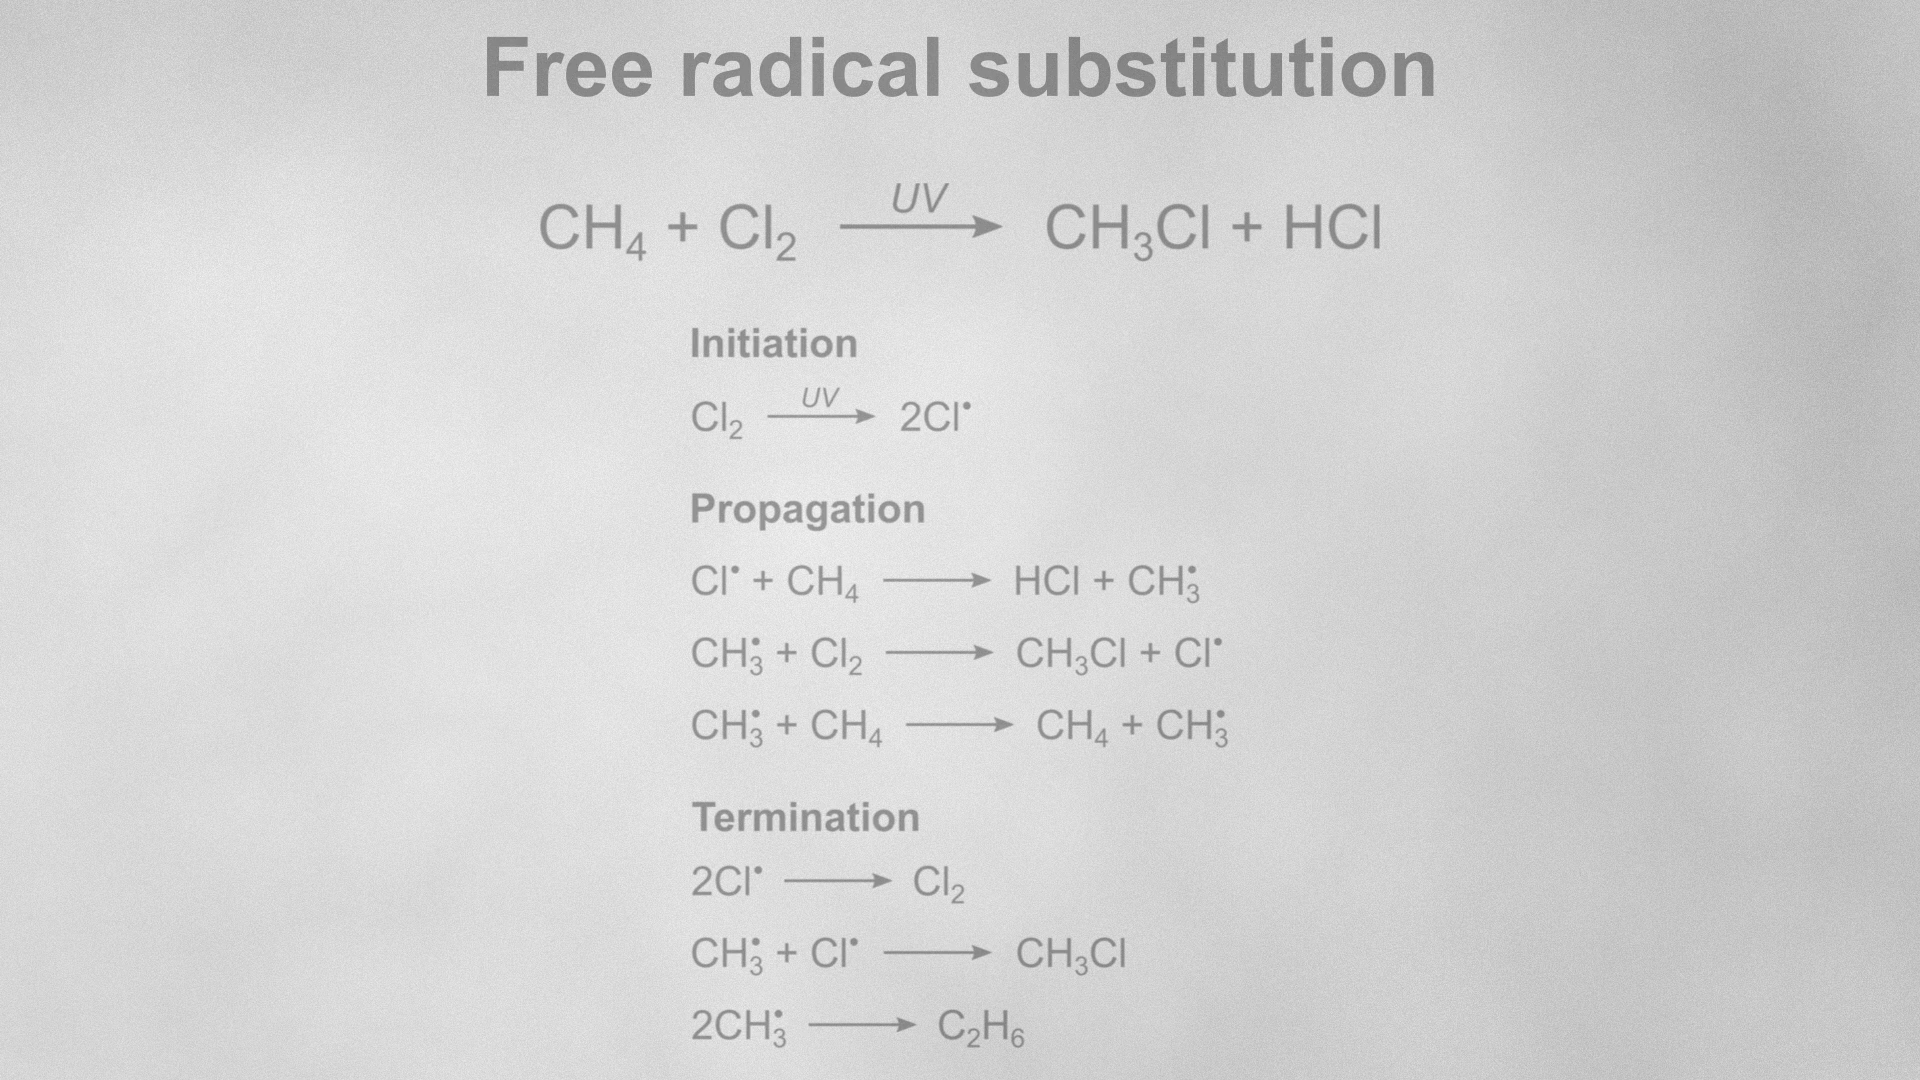 Free radical substitution
CH₄ + Cl₂ —UV→ CH₃Cl + HCl
Initiation
Cl₂ —UV→ 2Cl•
Propagation
Cl• + CH₄ → HCl + CH₃•
CH₃• + Cl₂ → CH₃Cl + Cl•
CH₃• + CH₄ → CH₄ + CH₃•
Termination
2Cl• → Cl₂
CH₃• + Cl• → CH₃Cl
2CH₃• → C₂H₆